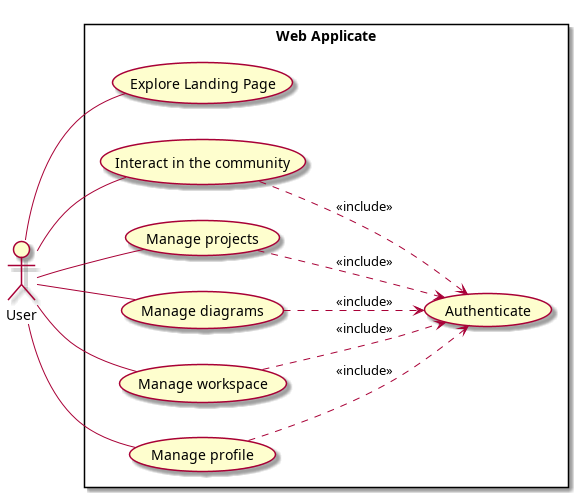 Web Applicate
Explore Landing Page
Interact in the community
«include»
Manage projects
«include»
Manage diagrams
«include»
Authenticate
User
«include»
Manage workspace
«include»
Manage profile